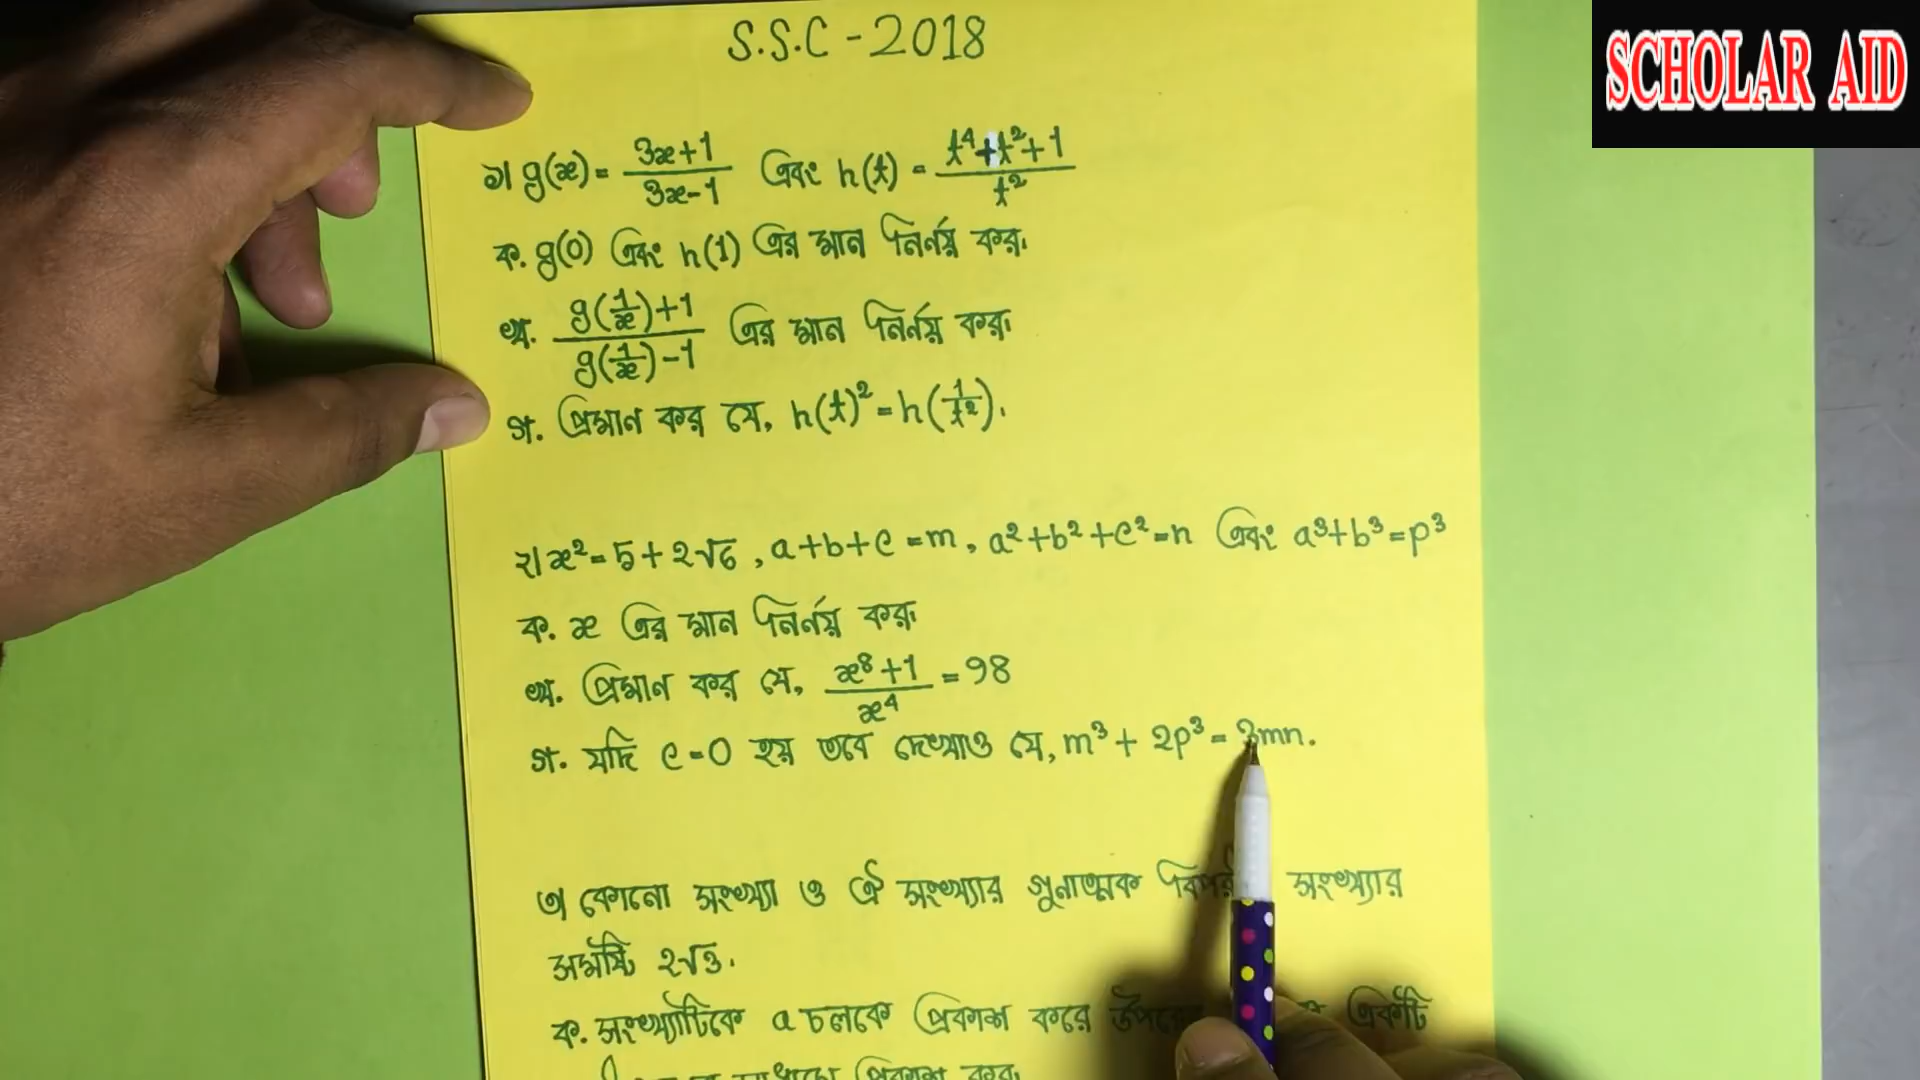 S.S.C - 2018
SCHOLAR AID
১। g(x) = (3x+1)/(3x-1) এবং h(t) = (t⁴+t²+1)/t²
ক. g(0) এবং h(1) এর মান নির্ণয় কর।
খ. (g(1/x)+1)/(g(1/x)-1) এর মান নির্ণয় কর।
গ. প্রমান কর যে, h(t)² = h(1/t²).
২। x² = 5 + 2√6, a+b+c = m, a²+b²+c² = n এবং a³+b³ = p³
ক. x এর মান নির্ণয় কর।
খ. প্রমান কর যে, (x⁸+1)/x⁴ = 98
গ. যদি c = 0 হয় তবে দেখাও যে, m³ + 2p³ = 3mn.
৩। কোনো সংখ্যা ও ঐ সংখ্যার গুনাত্মক সংখ্যার
সমষ্টি ২√৩.
ক. সংখ্যাটিকে a চলকে প্রকাশ করে একটি
প্রকাশ কর।